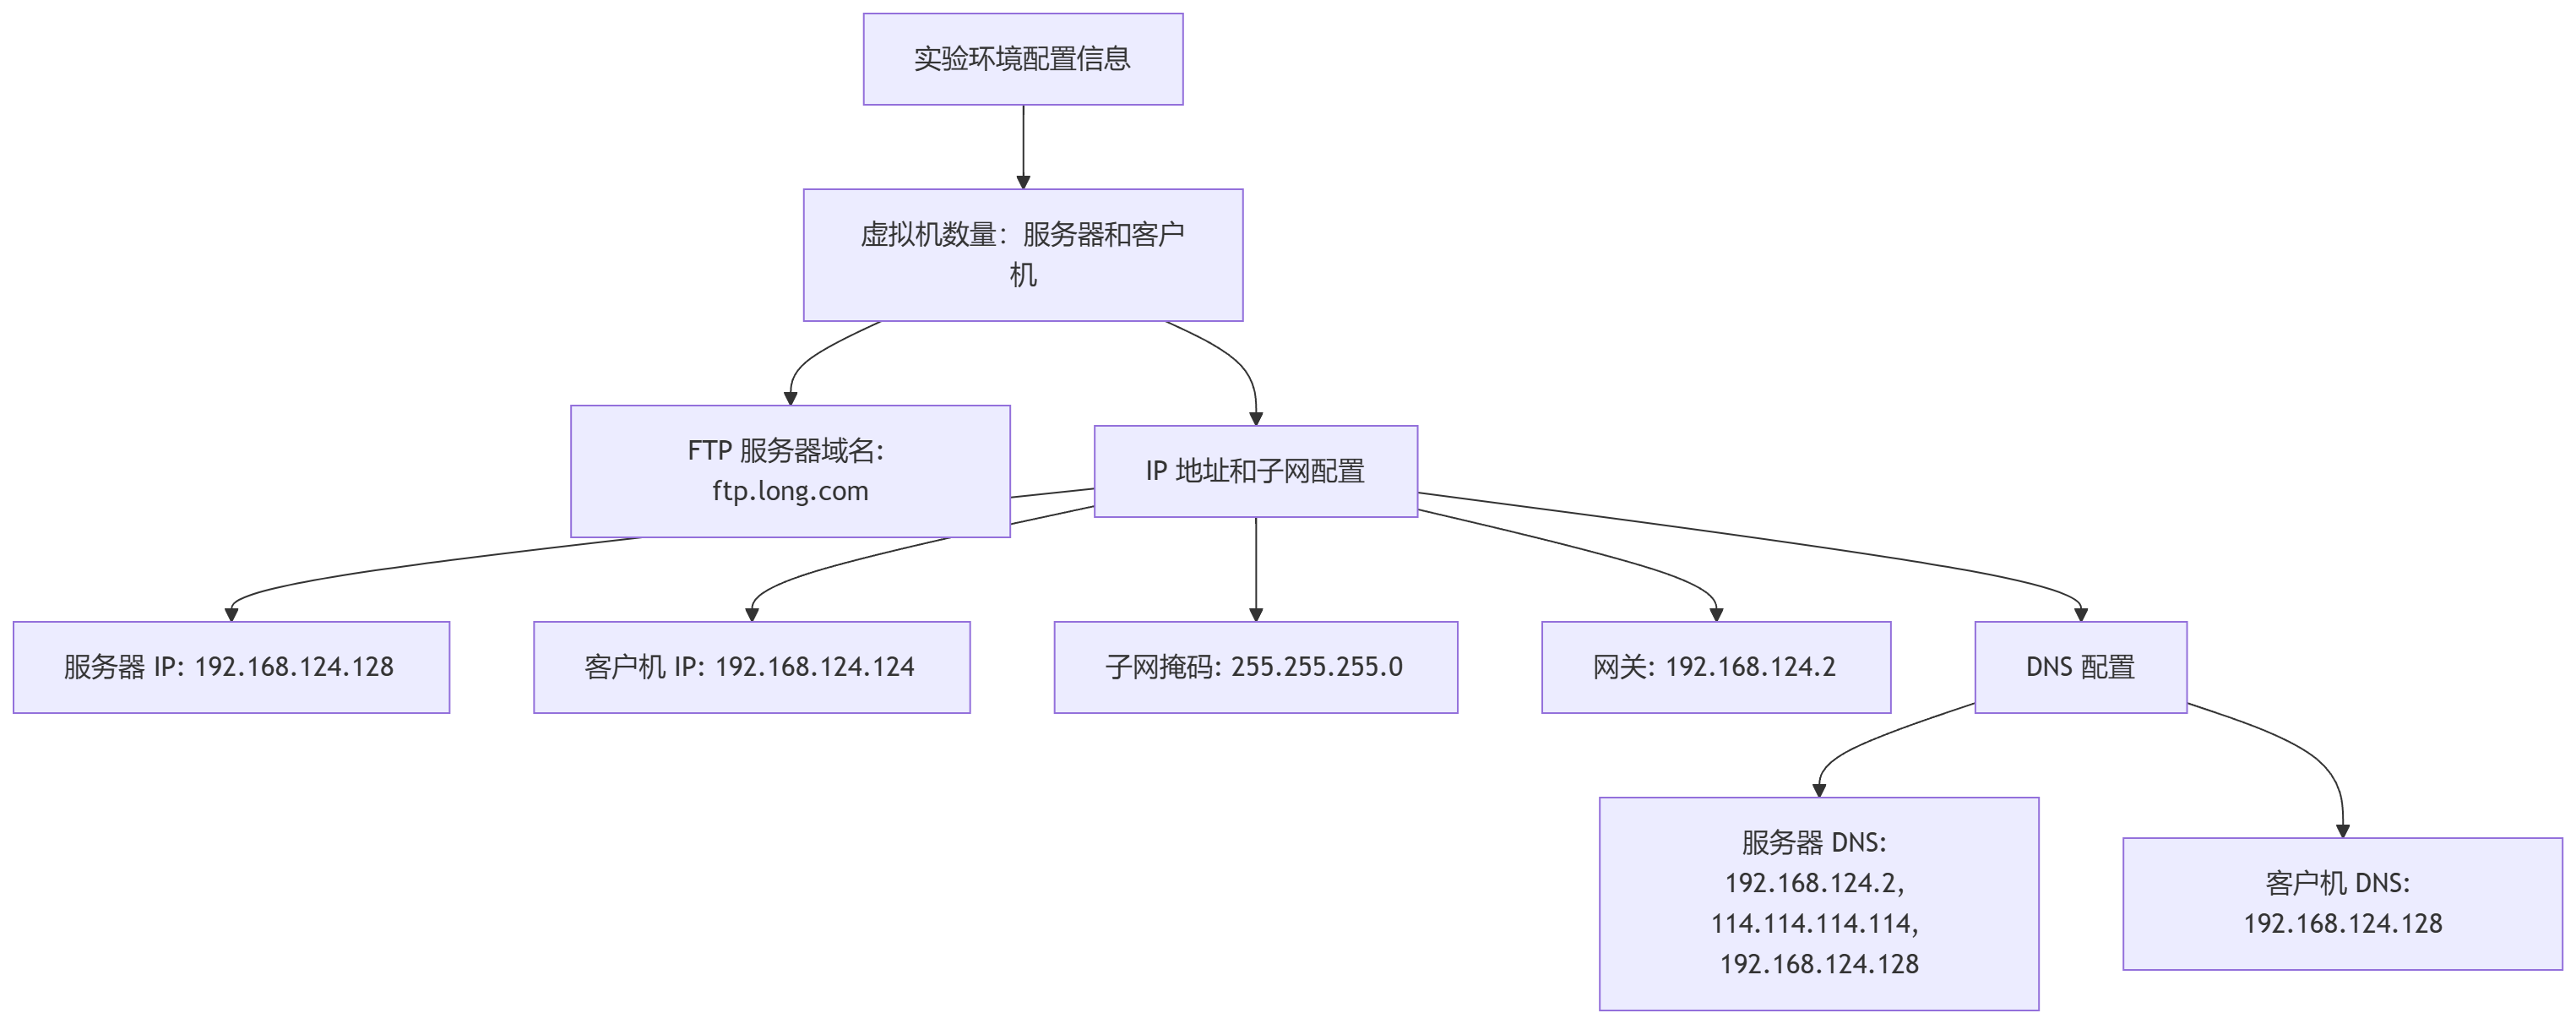 实验环境配置信息
虚拟机数量：服务器和客户
机
FTP 服务器域名:
ftp.long.com
IP 地址和子网配置
服务器 IP: 192.168.124.128
客户机 IP: 192.168.124.124
子网掩码: 255.255.255.0
网关: 192.168.124.2
DNS 配置
服务器 DNS:
192.168.124.2,
114.114.114.114,
192.168.124.128
客户机 DNS:
192.168.124.128